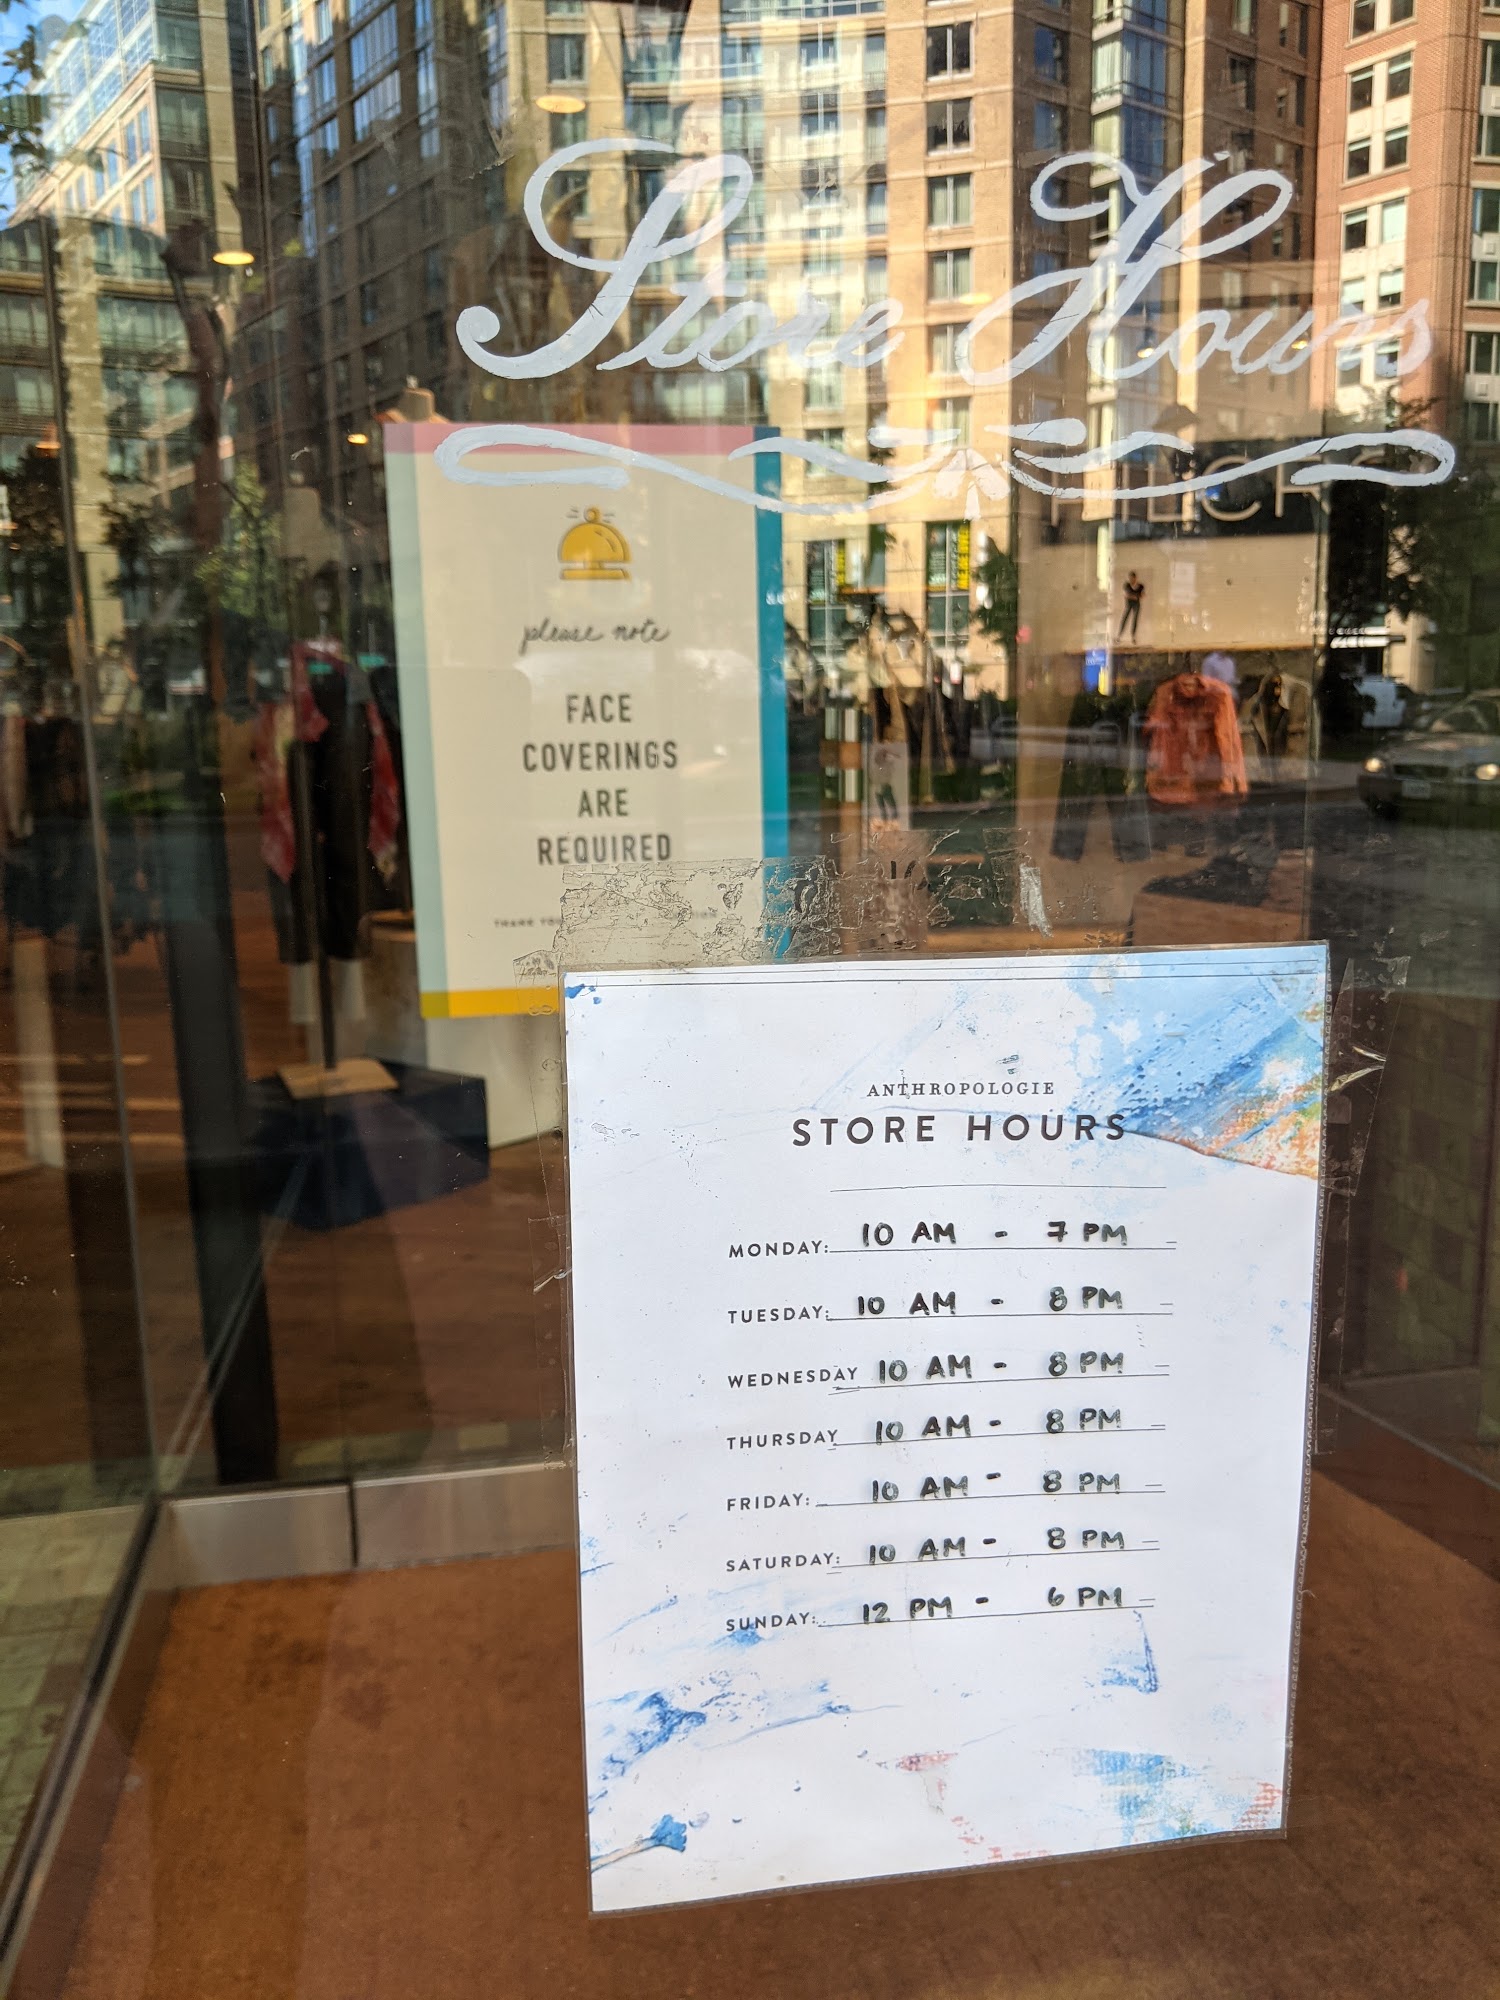 Store Hours
please note
FACE
COVERINGS
ARE
REQUIRED
THANK YOU
ANTHROPOLOGIE
STORE HOURS
MONDAY: 10 AM - 7 PM
TUESDAY: 10 AM - 8 PM
WEDNESDAY 10 AM - 8 PM
THURSDAY 10 AM - 8 PM
FRIDAY: 10 AM - 8 PM
SATURDAY: 10 AM - 8 PM
SUNDAY: 12 PM - 6 PM